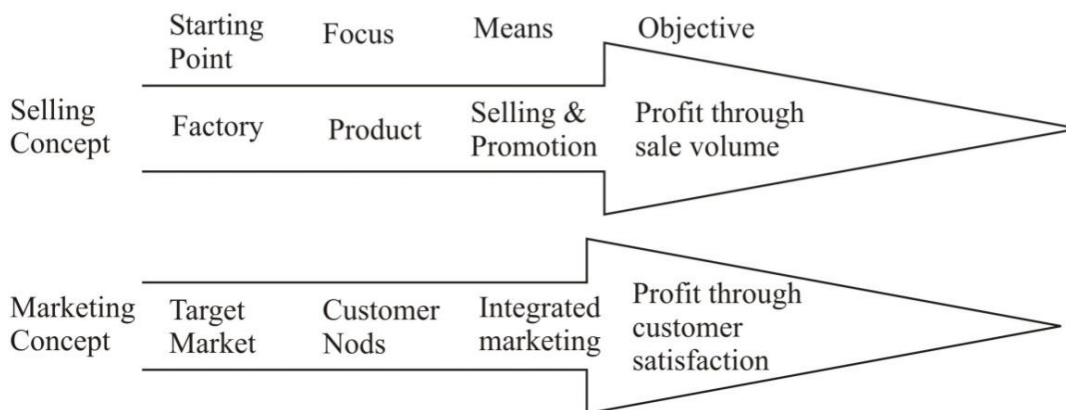 Starting Point
Focus
Means
Objective
Selling Concept
Factory
Product
Selling & Promotion
Profit through sale volume
Marketing Concept
Target Market
Customer Nods
Integrated marketing
Profit through customer satisfaction